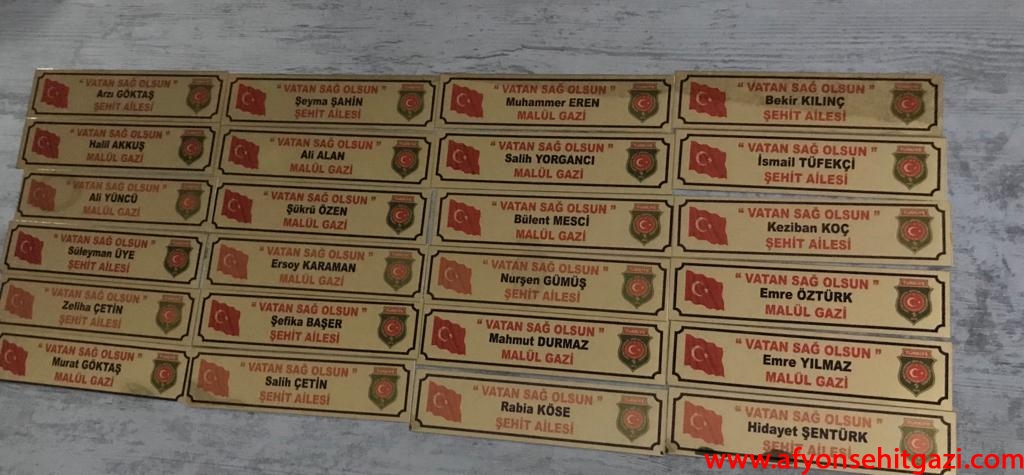 " VATAN SAĞ OLSUN "
Arzı GÖKTAŞ
ŞEHİT AİLESİ
" VATAN SAĞ OLSUN "
Şeyma ŞAHİN
ŞEHİT AİLESİ
" VATAN SAĞ OLSUN "
Muhammer EREN
MALÜL GAZİ
" VATAN SAĞ OLSUN "
Bekir KILINÇ
ŞEHİT AİLESİ
" VATAN SAĞ OLSUN "
Halil AKKUŞ
MALÜL GAZİ
" VATAN SAĞ OLSUN "
Ali ALAN
MALÜL GAZİ
" VATAN SAĞ OLSUN "
Salih YORGANCI
MALÜL GAZİ
" VATAN SAĞ OLSUN "
İsmail TÜFEKÇİ
ŞEHİT AİLESİ
" VATAN SAĞ OLSUN "
Ali YÜNCÜ
MALÜL GAZİ
" VATAN SAĞ OLSUN "
Şükrü ÖZEN
MALÜL GAZİ
" VATAN SAĞ OLSUN "
Bülent MESCİ
MALÜL GAZİ
" VATAN SAĞ OLSUN "
Keziban KOÇ
ŞEHİT AİLESİ
" VATAN SAĞ OLSUN "
Süleyman ÜYE
ŞEHİT AİLESİ
" VATAN SAĞ OLSUN "
Ersoy KARAMAN
MALÜL GAZİ
" VATAN SAĞ OLSUN "
Nurşen GÜMÜŞ
ŞEHİT AİLESİ
" VATAN SAĞ OLSUN "
Emre ÖZTÜRK
MALÜL GAZİ
" VATAN SAĞ OLSUN "
Zeliha ÇETİN
ŞEHİT AİLESİ
" VATAN SAĞ OLSUN "
Şefika BAŞER
ŞEHİT AİLESİ
" VATAN SAĞ OLSUN "
Mahmut DURMAZ
MALÜL GAZİ
" VATAN SAĞ OLSUN "
Emre YILMAZ
MALÜL GAZİ
" VATAN SAĞ OLSUN "
Murat GÖKTAŞ
MALÜL GAZİ
" VATAN SAĞ OLSUN "
Salih ÇETİN
ŞEHİT AİLESİ
" VATAN SAĞ OLSUN "
Rabia KÖSE
ŞEHİT AİLESİ
" VATAN SAĞ OLSUN "
Hidayet ŞENTÜRK
ŞEHİT AİLESİ
www.afyonsehitgazi.com